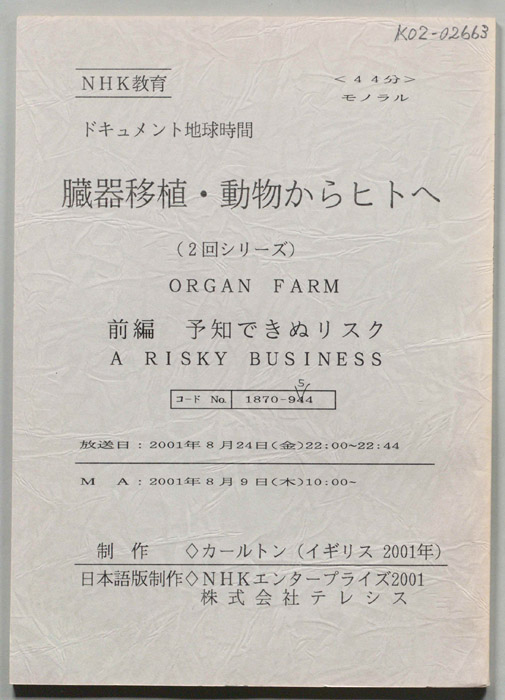 K02-02663
NHK教育
<44分>
モノラル
ドキュメント地球時間
臓器移植・動物からヒトへ
(2回シリーズ)
ORGAN FARM
前編 予知できぬリスク
A RISKY BUSINESS
5
コード No. 1870-944
放送日:2001年8月24日(金)22:00~22:44
M A:2001年8月9日(木)10:00~
制 作 ◇カールトン(イギリス 2001年)
日本語版制作◇NHKエンタープライズ2001
株式会社テレシス